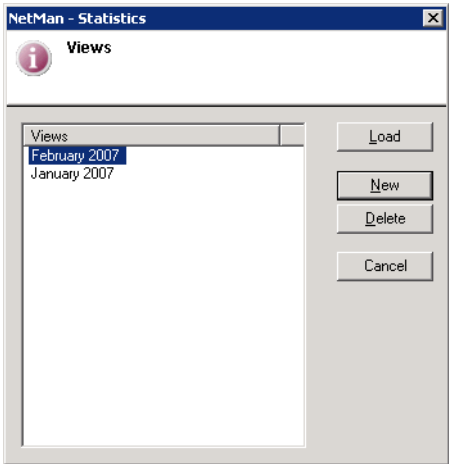 NetMan - Statistics
Views
Views
February 2007
January 2007
Load
New
Delete
Cancel